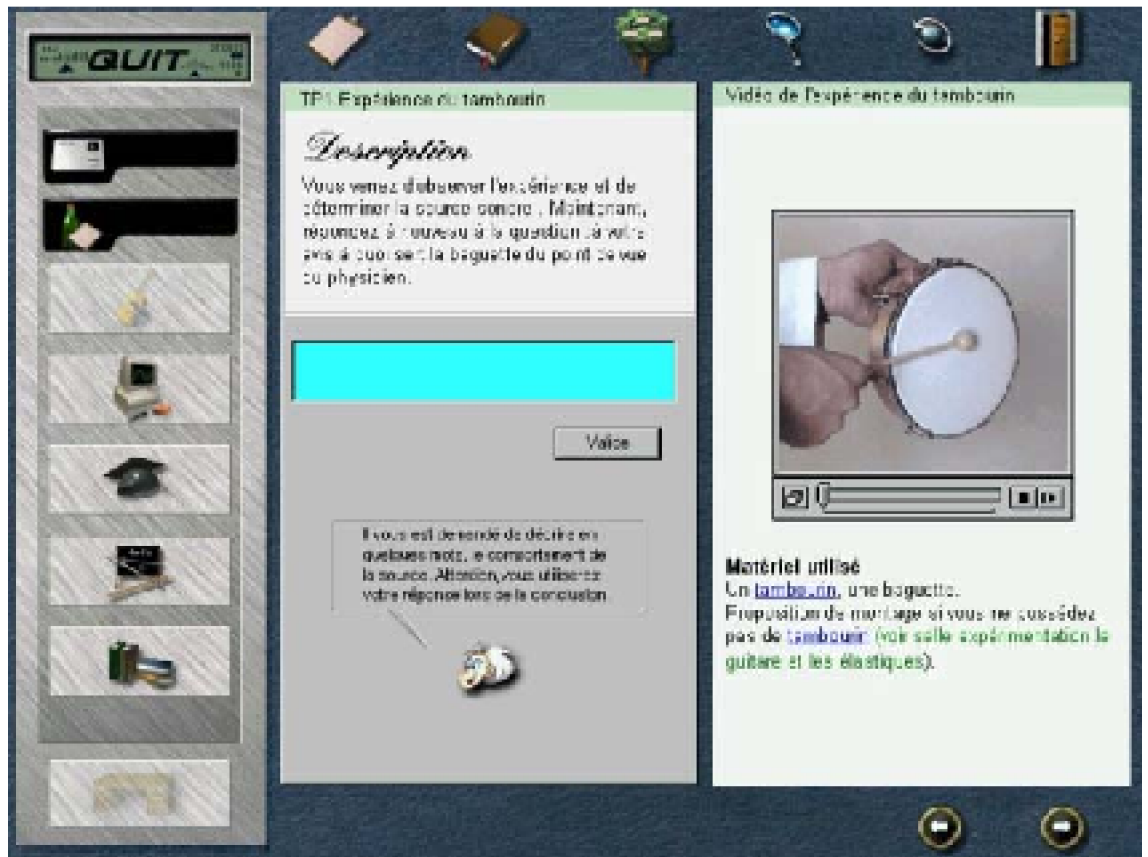 QUIT
TP1 Expérience du tambourin
Description
Vous venez d'observer l'expérience et de
déterminer la source sonore . Maintenant,
répondez à nouveau à la question : à votre
avis à quoi sert la baguette du point de vue
du physicien.
Valider
Il vous est demandé de décrire en
quelques mots, le comportement de
la source. Attention, vous utiliserez
votre réponse lors de la conclusion
Vidéo de l'expérience du tambourin
Matériel utilisé
Un tambourin, une baguette.
Proposition de montage si vous ne possédez
pas de tambourin (voir salle expérimentation la
guitare et les élastiques).